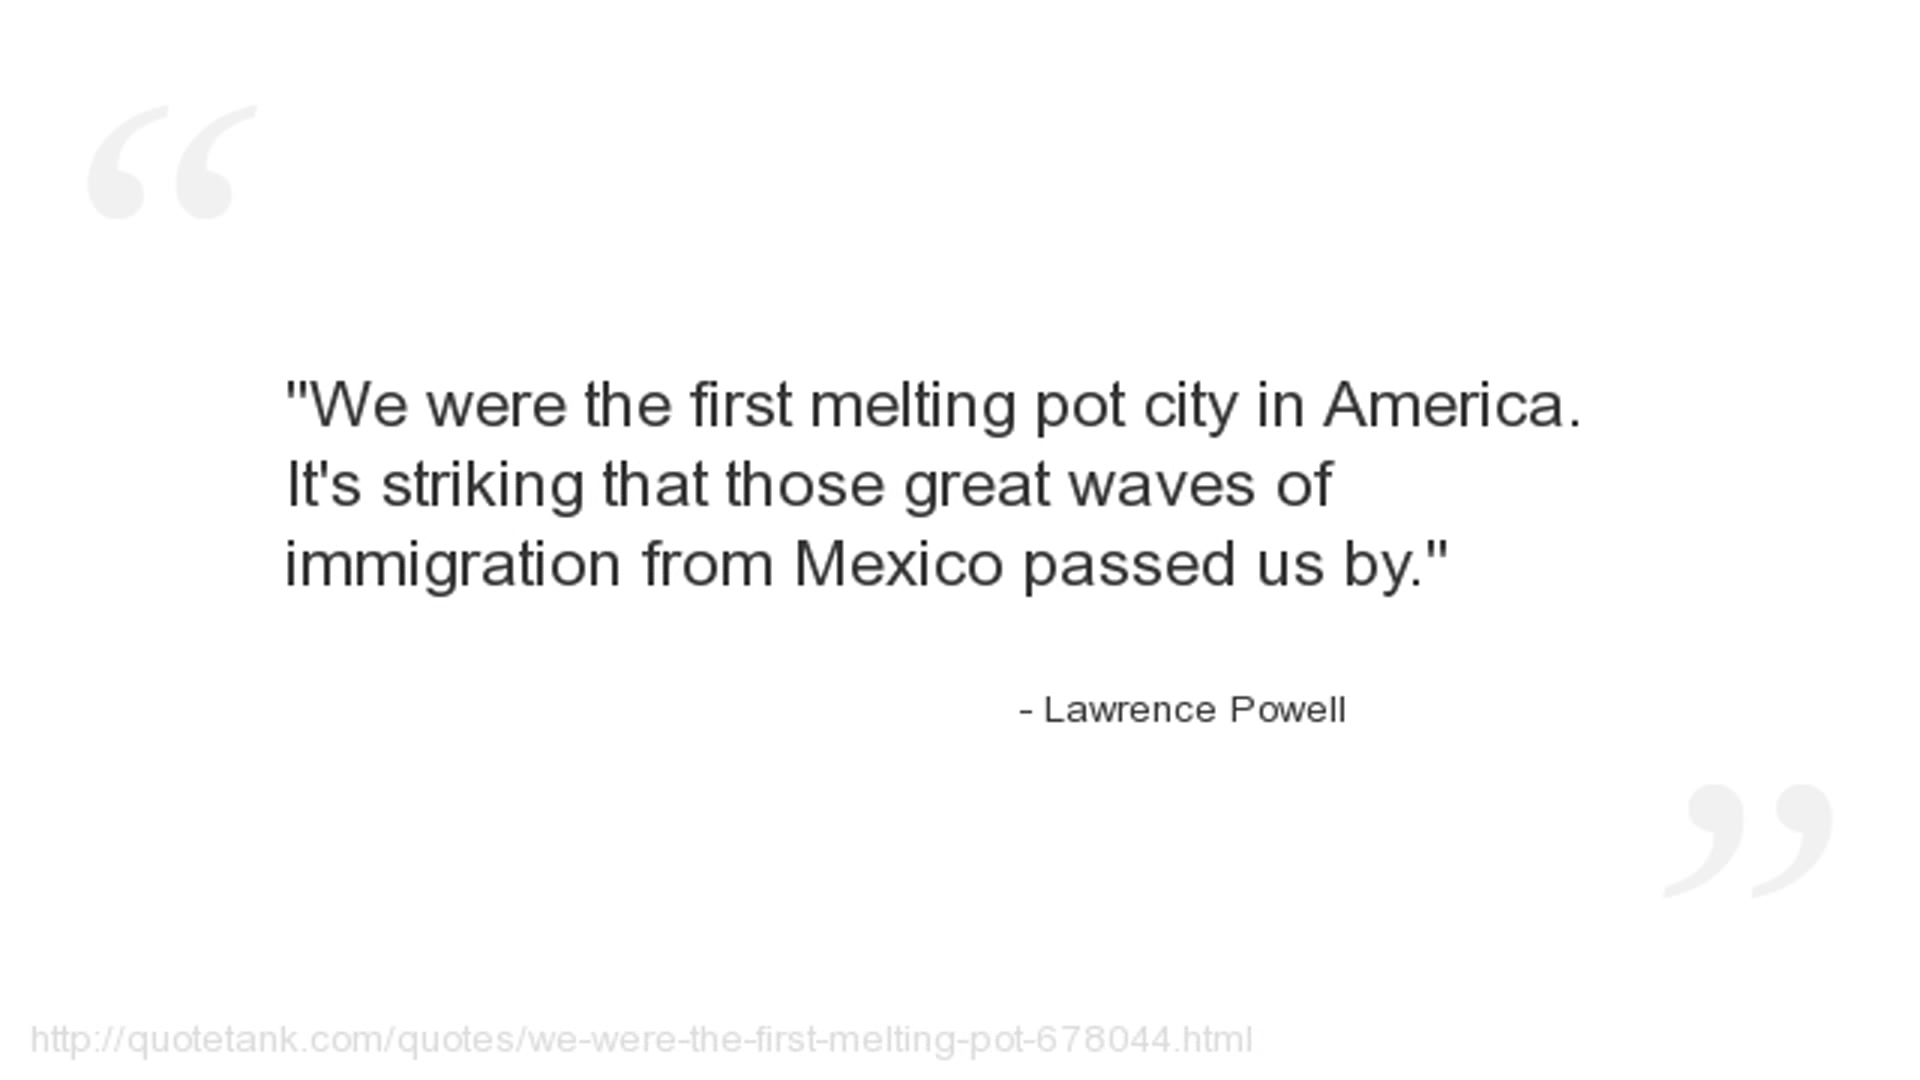 "We were the first melting pot city in America.
It's striking that those great waves of
immigration from Mexico passed us by."
- Lawrence Powell
http://quotetank.com/quotes/we-were-the-first-melting-pot-678044.html